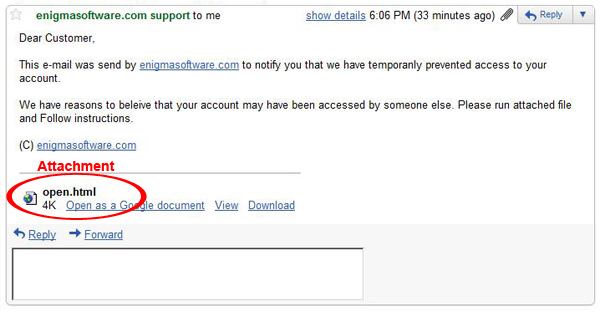 enigmasoftware.com support to me show details 6:06 PM (33 minutes ago) Reply
Dear Customer,
This e-mail was send by enigmasoftware.com to notify you that we have temporanly prevented access to your
account.
We have reasons to beleive that your account may have been accessed by someone else. Please run attached file
and Follow instructions.
(C) enigmasoftware.com
Attachment
open.html
4K Open as a Google document View Download
Reply Forward